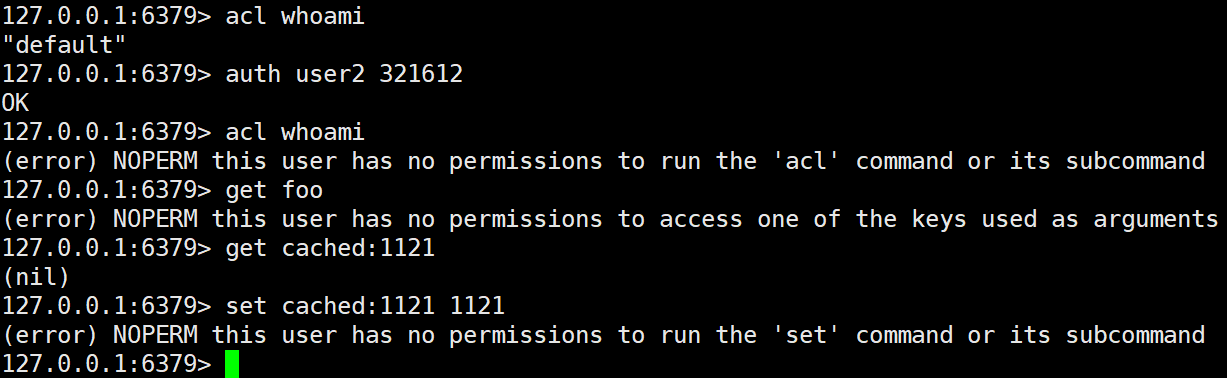 127.0.0.1:6379> acl whoami
"default"
127.0.0.1:6379> auth user2 321612
OK
127.0.0.1:6379> acl whoami
(error) NOPERM this user has no permissions to run the 'acl' command or its subcommand
127.0.0.1:6379> get foo
(error) NOPERM this user has no permissions to access one of the keys used as arguments
127.0.0.1:6379> get cached:1121
(nil)
127.0.0.1:6379> set cached:1121 1121
(error) NOPERM this user has no permissions to run the 'set' command or its subcommand
127.0.0.1:6379>